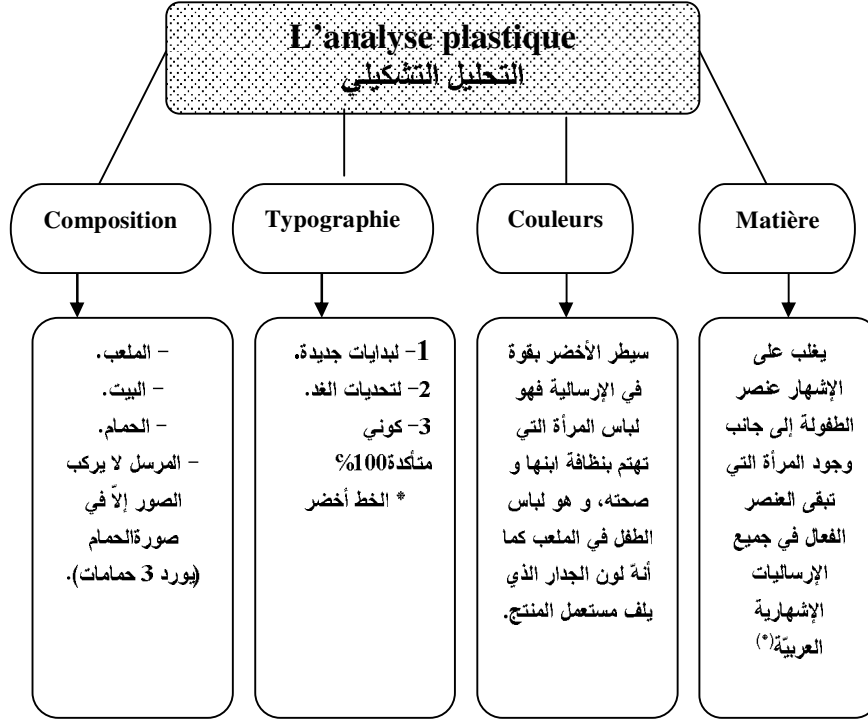 L'analyse plastique
التحليل التشكيلي
Composition
Typographie
Couleurs
Matière
- الملعب.
- البيت.
- الحمام.
- المرسل لا يركب
الصور إلاّ في
صورةالحمام
(يورد 3 حمامات).
1- لبدايات جديدة.
2- لتحديات الغد.
3- كوني
متأكدة100%
* الخط أخضر
سيطر الأخضر بقوة
في الإرسالية فهو
لباس المرأة التي
تهتم بنظافة ابنها و
صحته، و هو لباس
الطفل في الملعب كما
أنهّ لون الجدار الذي
يلف مستعمل المنتج.
يغلب على
الإشهار عنصر
الطفولة إلى جانب
وجود المرأة التي
تبقى العنصر
الفعال في جميع
الإرساليات
الإشهارية
العربيّة(*)